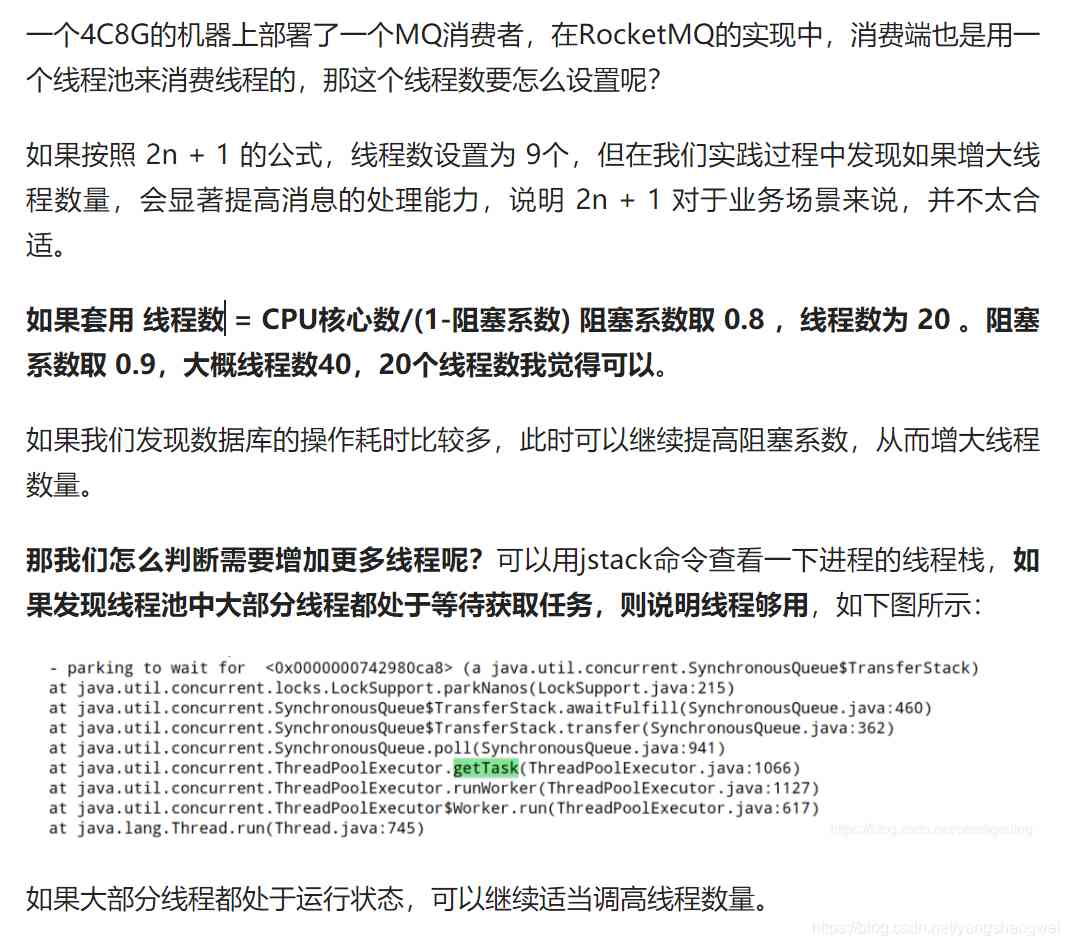 一个4C8G的机器上部署了一个MQ消费者，在RocketMQ的实现中，消费端也是用一
个线程池来消费线程的，那这个线程数要怎么设置呢？
如果按照 2n + 1 的公式，线程数设置为 9个，但在我们实践过程中发现如果增大线
程数量，会显著提高消息的处理能力，说明 2n + 1 对于业务场景来说，并不太合
适。
如果套用 线程数 = CPU核心数/(1-阻塞系数) 阻塞系数取 0.8 ，线程数为 20 。阻塞
系数取 0.9，大概线程数40，20个线程数我觉得可以。
如果我们发现数据库的操作耗时比较多，此时可以继续提高阻塞系数，从而增大线程
数量。
那我们怎么判断需要增加更多线程呢？可以用jstack命令查看一下进程的线程栈，如
果发现线程池中大部分线程都处于等待获取任务，则说明线程够用，如下图所示：
- parking to wait for <0x0000000742980ca8> (a java.util.concurrent.SynchronousQueue$TransferStack)
at java.util.concurrent.locks.LockSupport.parkNanos(LockSupport.java:215)
at java.util.concurrent.SynchronousQueue$TransferStack.awaitFulfill(SynchronousQueue.java:460)
at java.util.concurrent.SynchronousQueue$TransferStack.transfer(SynchronousQueue.java:362)
at java.util.concurrent.SynchronousQueue.poll(SynchronousQueue.java:941)
at java.util.concurrent.ThreadPoolExecutor.getTask(ThreadPoolExecutor.java:1066)
at java.util.concurrent.ThreadPoolExecutor.runWorker(ThreadPoolExecutor.java:1127)
at java.util.concurrent.ThreadPoolExecutor$Worker.run(ThreadPoolExecutor.java:617)
at java.lang.Thread.run(Thread.java:745)
如果大部分线程都处于运行状态，可以继续适当调高线程数量。
https://blog.csdn.net/yangshangwei